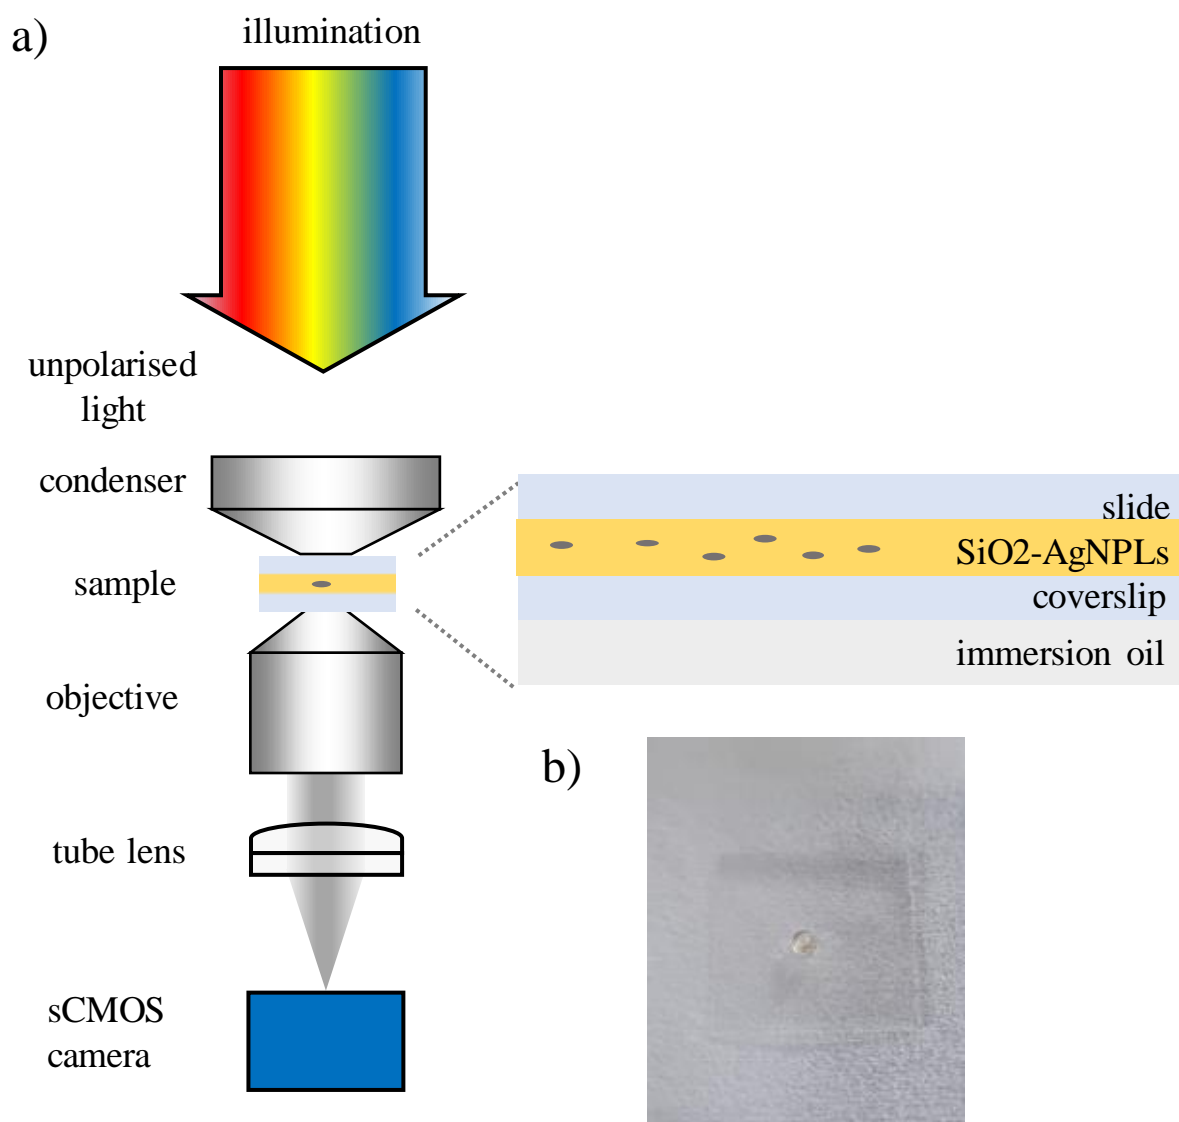 a)
illumination
unpolarised
light
condenser
slide
SiO2-AgNPLs
sample
coverslip
immersion oil
objective
b)
tube lens
sCMOS
camera